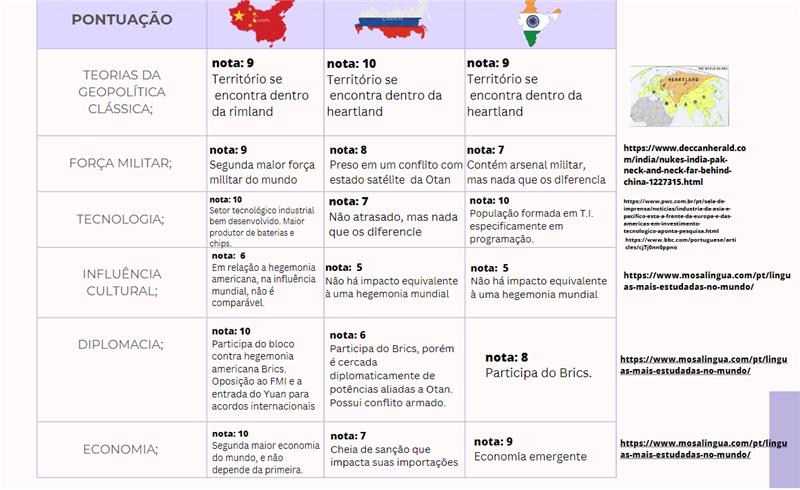 PONTUAÇÃO
TEORIAS DA
GEOPOLÍTICA
CLÁSSICA;
nota: 9
Território se
encontra dentro
da rimland
nota: 10
Território se
encontra dentro da
heartland
nota: 9
Território se
encontra dentro da
heartland
THE WORLD ISLAND
HEARTLAND
FORÇA MILITAR;
nota: 9
Segunda maior força
militar do mundo
nota: 8
Preso em um conflito com
estado satélite da Otan
nota: 7
Contém arsenal militar,
mas nada que os diferencia
https://www.deccanherald.co
m/india/nukes-india-pak-
neck-and-neck-far-behind-
china-1227315.html
TECNOLOGIA;
nota: 10
Setor tecnológico industrial
bem desenvolvido. Maior
produtor de baterias e
chips.
nota: 7
Não atrasado, mas nada
que os diferencie
nota: 10
População formada em T.I.
especificamente em
programação.
https://www.pwc.com.br/pt/sala-de-
imprensa/noticias/industria-da-asia-e-
pacifico-esta-a-frente-da-europa-e-das-
americas-em-investimento-
tecnologico-aponta-pesquisa.html
https://www.bbc.com/portuguese/arti
cles/cj7j0nn0ppno
INFLUÊNCIA
CULTURAL;
nota: 6
Em relação a hegemonia
americana, na influência
mundial, não é
comparável.
nota: 5
Não há impacto equivalente
à uma hegemonia mundial
nota: 5
Não há impacto equivalente
à uma hegemonia mundial
https://www.mosalingua.com/pt/lingu
as-mais-estudadas-no-mundo/
DIPLOMACIA;
nota: 10
Participa do bloco
contra hegemonia
americana Brics.
Oposição ao FMI e a
entrada do Yuan para
acordos internacionais
nota: 6
Participa do Brics, porém
é cercada
diplomaticamente de
potências aliadas a Otan.
Possui conflito armado.
nota: 8
Participa do Brics.
https://www.mosalingua.com/pt/lingu
as-mais-estudadas-no-mundo/
ECONOMIA;
nota: 10
Segunda maior economia
do mundo, e não
depende da primeira.
nota: 7
Cheia de sanção que
impacta suas importações
nota: 9
Economia emergente
https://www.mosalingua.com/pt/lingu
as-mais-estudadas-no-mundo/